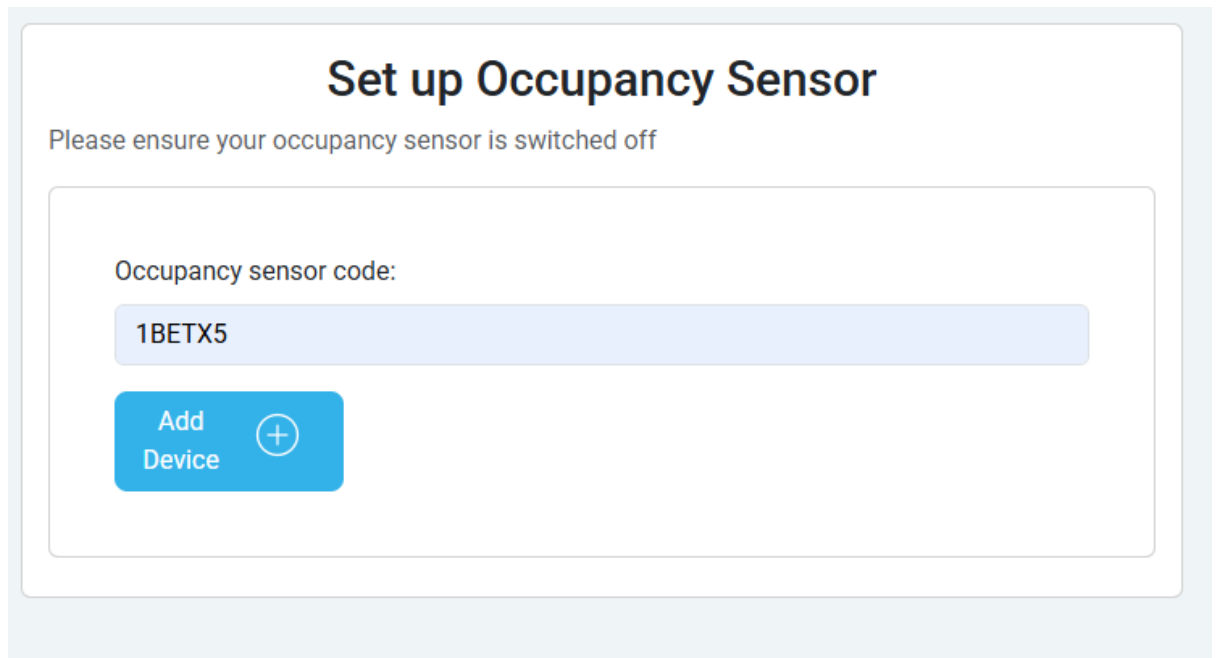 Set up Occupancy Sensor
Please ensure your occupancy sensor is switched off
Occupancy sensor code:
1BETX5
Add
Device